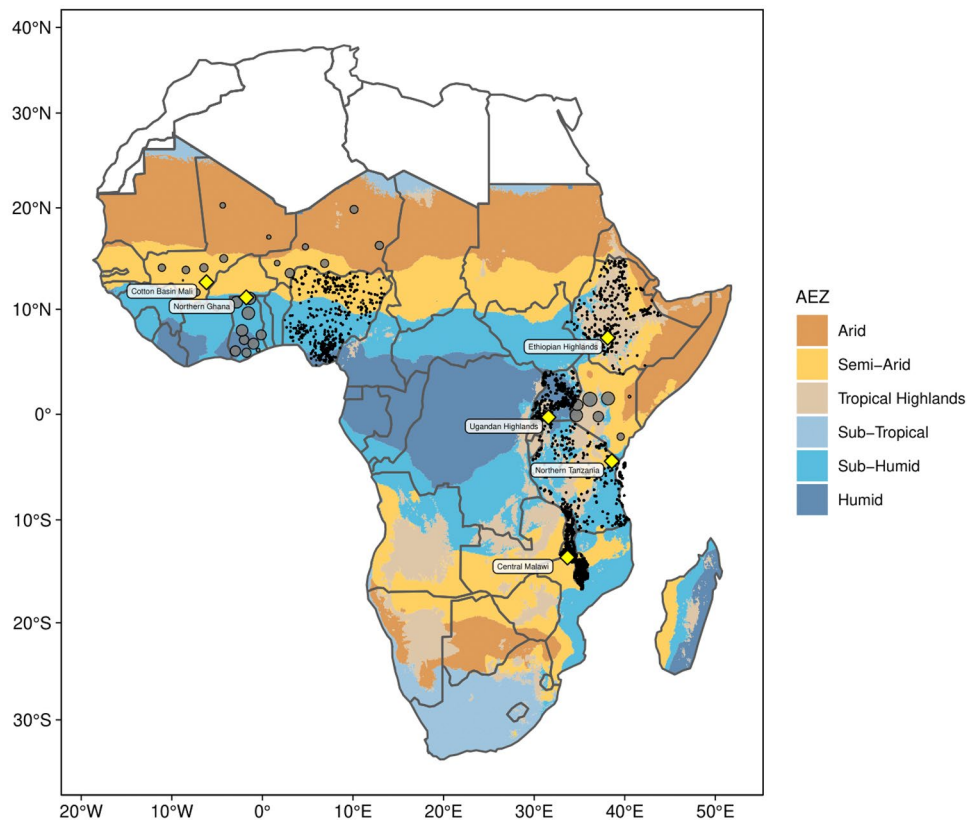 40°N
30°N
20°N
10°N
0°
10°S
20°S
30°S
20°W
10°W
0°
10°E
20°E
30°E
40°E
50°E
Cotton Basin Mali
Northern Ghana
Ethiopian Highlands
Ugandan Highlands
Northern Tanzania
Central Malawi
AEZ
Arid
Semi−Arid
Tropical Highlands
Sub−Tropical
Sub−Humid
Humid